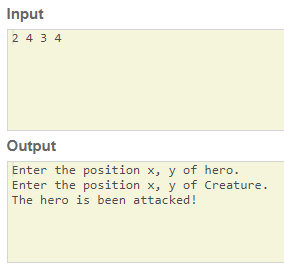 Input
2 4 3 4
Output
Enter the position x, y of hero.
Enter the position x, y of Creature.
The hero is been attacked!